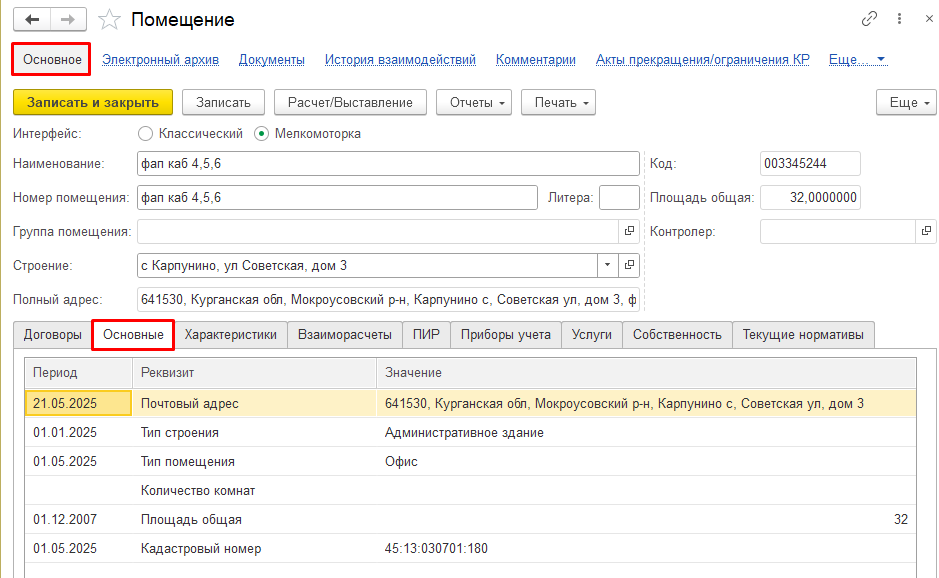 Помещение
Основное Электронный архив Документы История взаимодействий Комментарии Акты прекращения/ограничения КР Еще...
Записать и закрыть Записать Расчет/Выставление Отчеты Печать Еще
Интерфейс: Классический Мелкомоторка
Наименование: фап каб 4,5,6 Код: 003345244
Номер помещения: фап каб 4,5,6 Литера: Площадь общая: 32,0000000
Группа помещения: Контролер:
Строение: с Карпунино, ул Советская, дом 3
Полный адрес: 641530, Курганская обл, Мокроусовский р-н, Карпунино с, Советская ул, дом 3, ф
Договоры Основные Характеристики Взаиморасчеты ПИР Приборы учета Услуги Собственность Текущие нормативы
Период Реквизит Значение
21.05.2025 Почтовый адрес 641530, Курганская обл, Мокроусовский р-н, Карпунино с, Советская ул, дом 3
01.01.2025 Тип строения Административное здание
01.05.2025 Тип помещения Офис
Количество комнат
01.12.2007 Площадь общая 32
01.05.2025 Кадастровый номер 45:13:030701:180